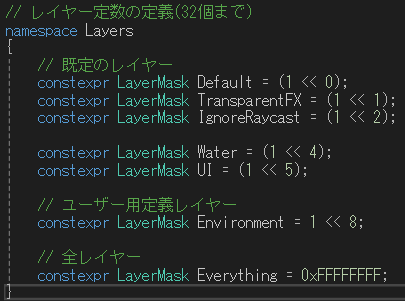 // レイヤー定数の定義(32個まで)
namespace Layers
{
// 既定のレイヤー
constexpr LayerMask Default = (1 << 0);
constexpr LayerMask TransparentFX = (1 << 1);
constexpr LayerMask IgnoreRaycast = (1 << 2);
constexpr LayerMask Water = (1 << 4);
constexpr LayerMask UI = (1 << 5);
// ユーザー用定義レイヤー
constexpr LayerMask Environment = 1 << 8;
// 全レイヤー
constexpr LayerMask Everything = 0xFFFFFFFF;
}